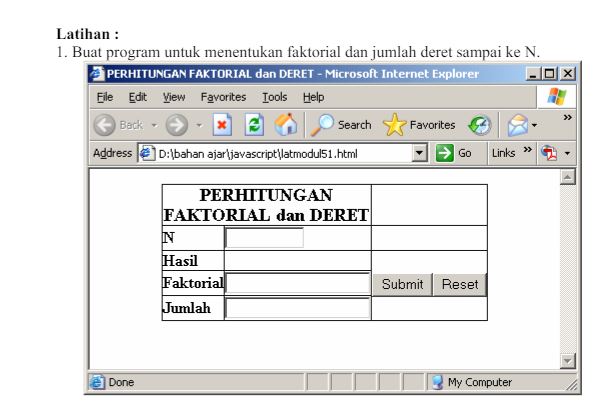 Latihan :
1. Buat program untuk menentukan faktorial dan jumlah deret sampai ke N.
PERHITUNGAN FAKTORIAL dan DERET - Microsoft Internet Explorer
File Edit View Favorites Tools Help
Back Search Favorites »
Address D:\bahan ajar\javascript\latmodul51.html Go Links »
PERHITUNGAN
FAKTORIAL dan DERET
N
Hasil
Faktorial Submit Reset
Jumlah
Done My Computer